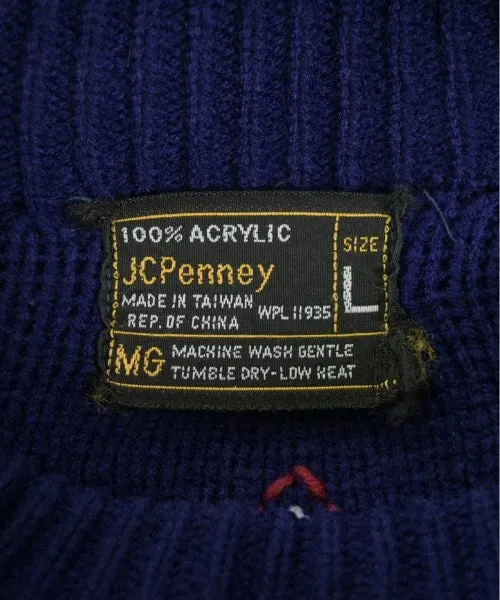 100% ACRYLIC
JCPenney
MADE IN TAIWAN
REP. OF CHINA
WPL 11935
SIZE
L
MG
MACHINE WASH GENTLE
TUMBLE DRY-LOW HEAT